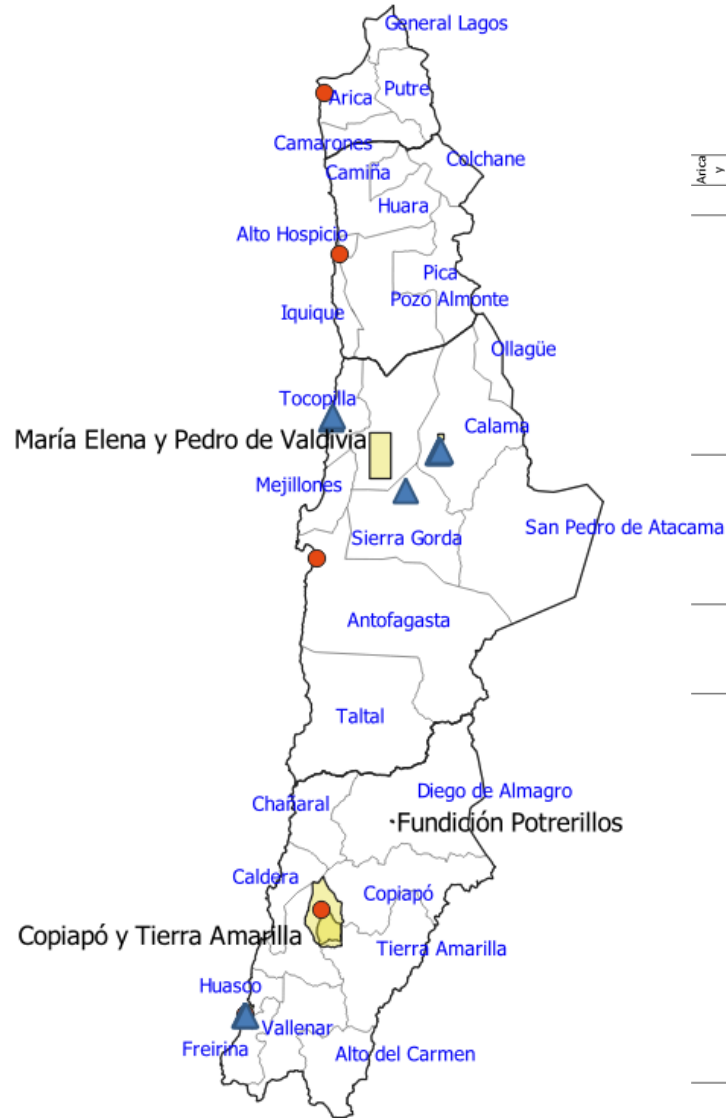 General Lagos
Putre
Arica
Camarones
Colchane
Camiña
Arica
y
Huara
Alto Hospicio
Pica
Pozo Almonte
Iquique
Ollagüe
Tocopilla
Calama
María Elena y Pedro de Valdivia
Mejillones
San Pedro de Atacama
Sierra Gorda
Antofagasta
Taltal
Diego de Almagro
Chañaral
Fundición Potrerillos
Caldera
Copiapó
Copiapó y Tierra Amarilla
Tierra Amarilla
Huasco
Vallenar
Freirina
Alto del Carmen